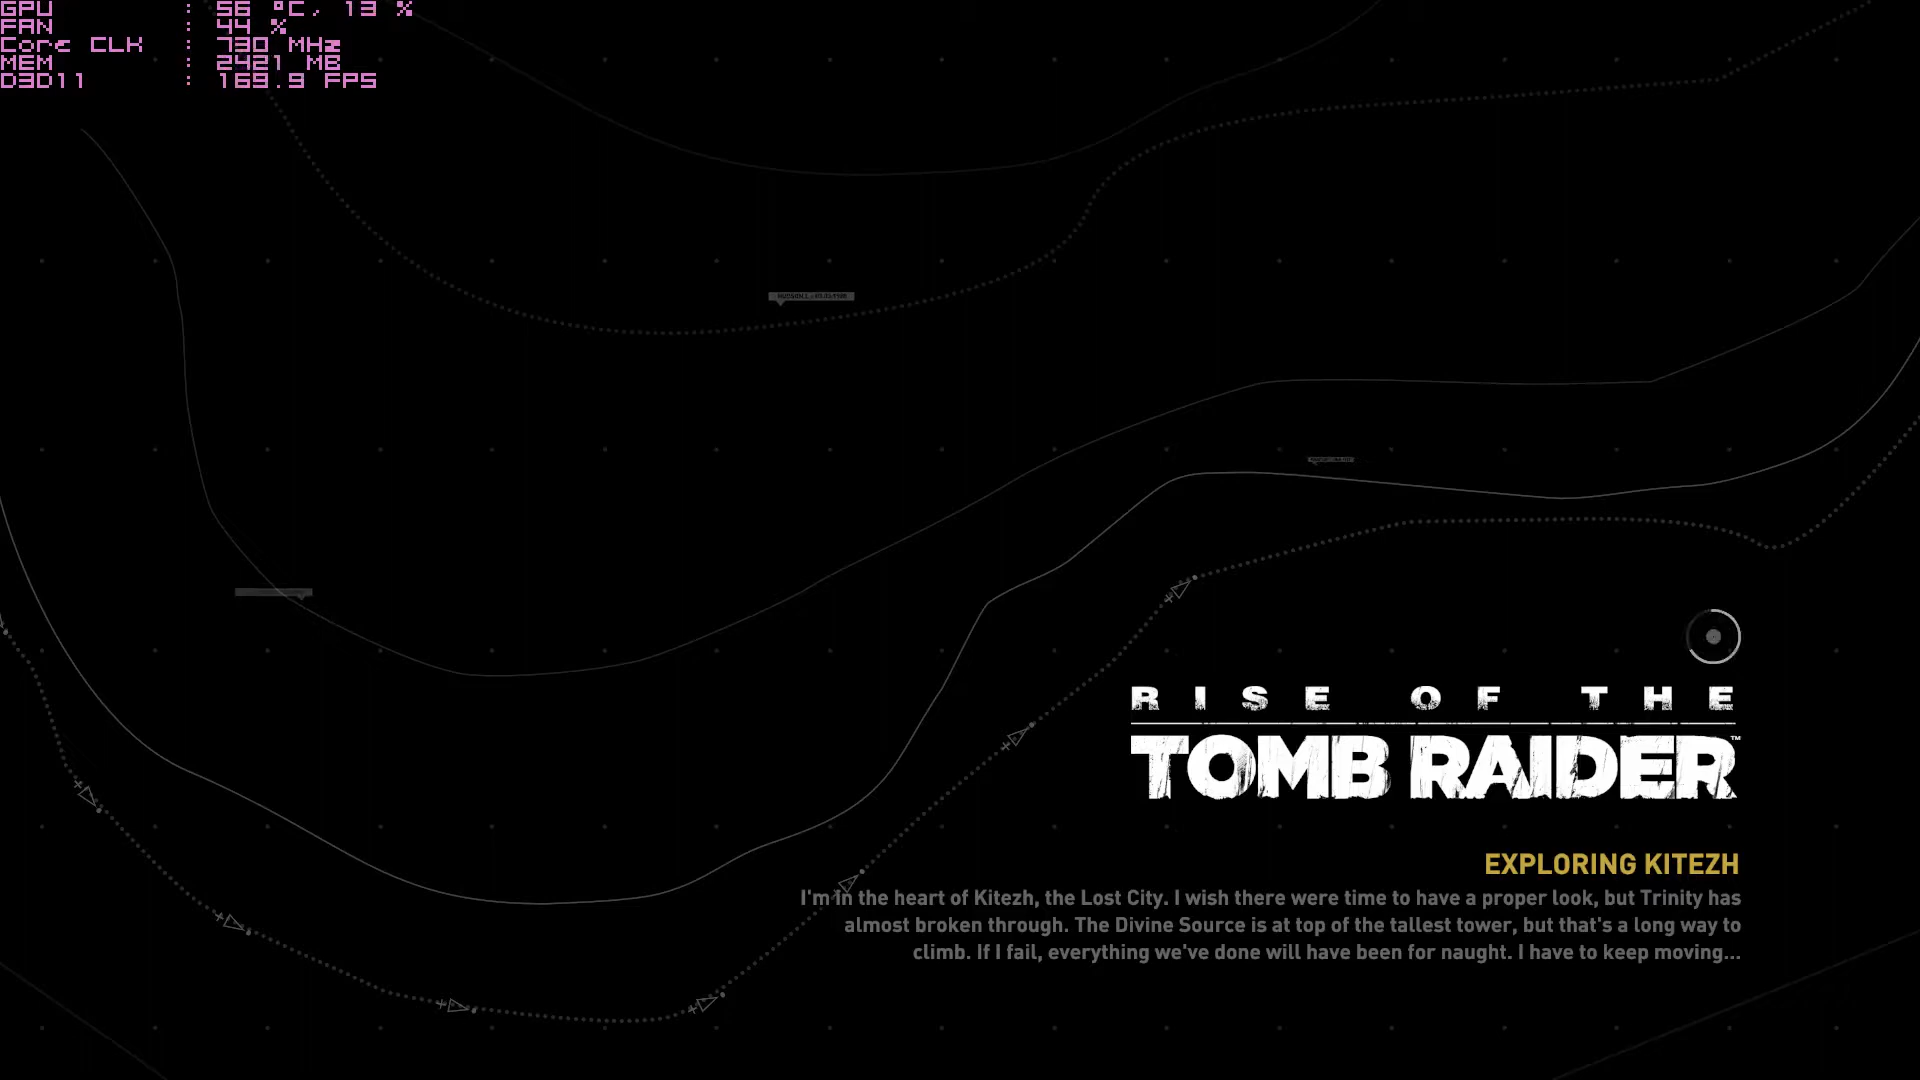 GPU : 56 °C, 13 %
FAN : 44 %
Core CLK : 730 MHz
MEM : 2421 MB
D3D11 : 169.9 FPS
RISE OF THE
TOMB RAIDER™
EXPLORING KITEZH
I'm in the heart of Kitezh, the Lost City. I wish there were time to have a proper look, but Trinity has
almost broken through. The Divine Source is at top of the tallest tower, but that's a long way to
climb. If I fail, everything we've done will have been for naught. I have to keep moving...